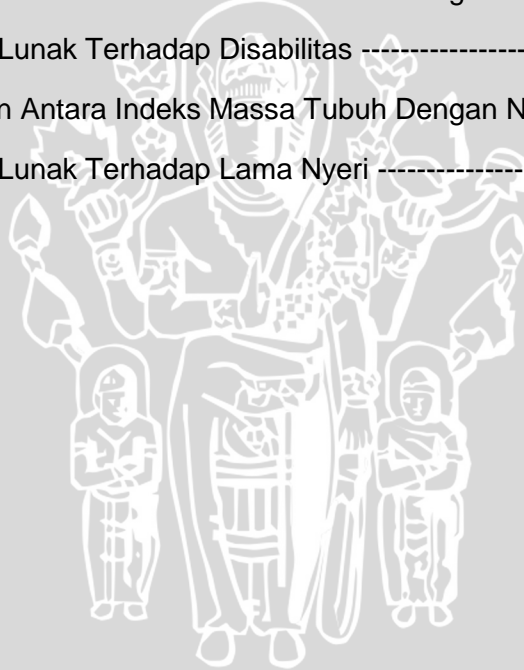 Lunak Terhadap Disabilitas ------------------
n Antara Indeks Massa Tubuh Dengan N
Lunak Terhadap Lama Nyeri ---------------